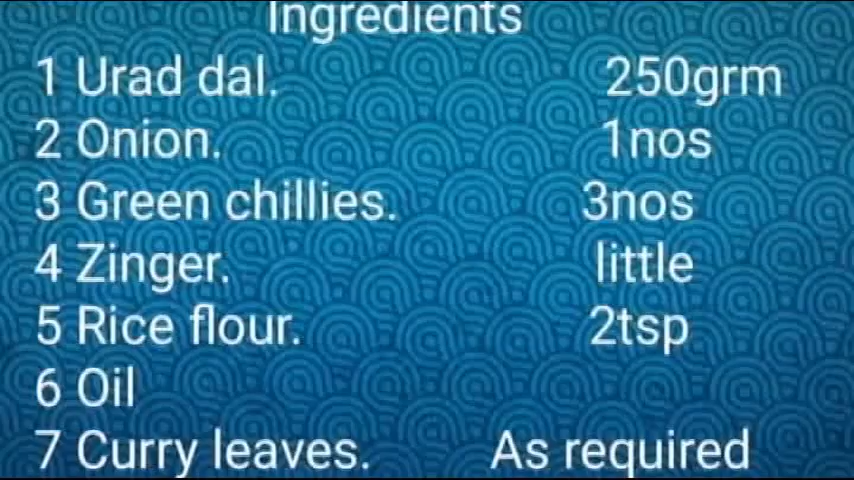 Ingredients
1 Urad dal. 250grm
2 Onion. 1nos
3 Green chillies. 3nos
4 Zinger. little
5 Rice flour. 2tsp
6 Oil
7 Curry leaves. As required